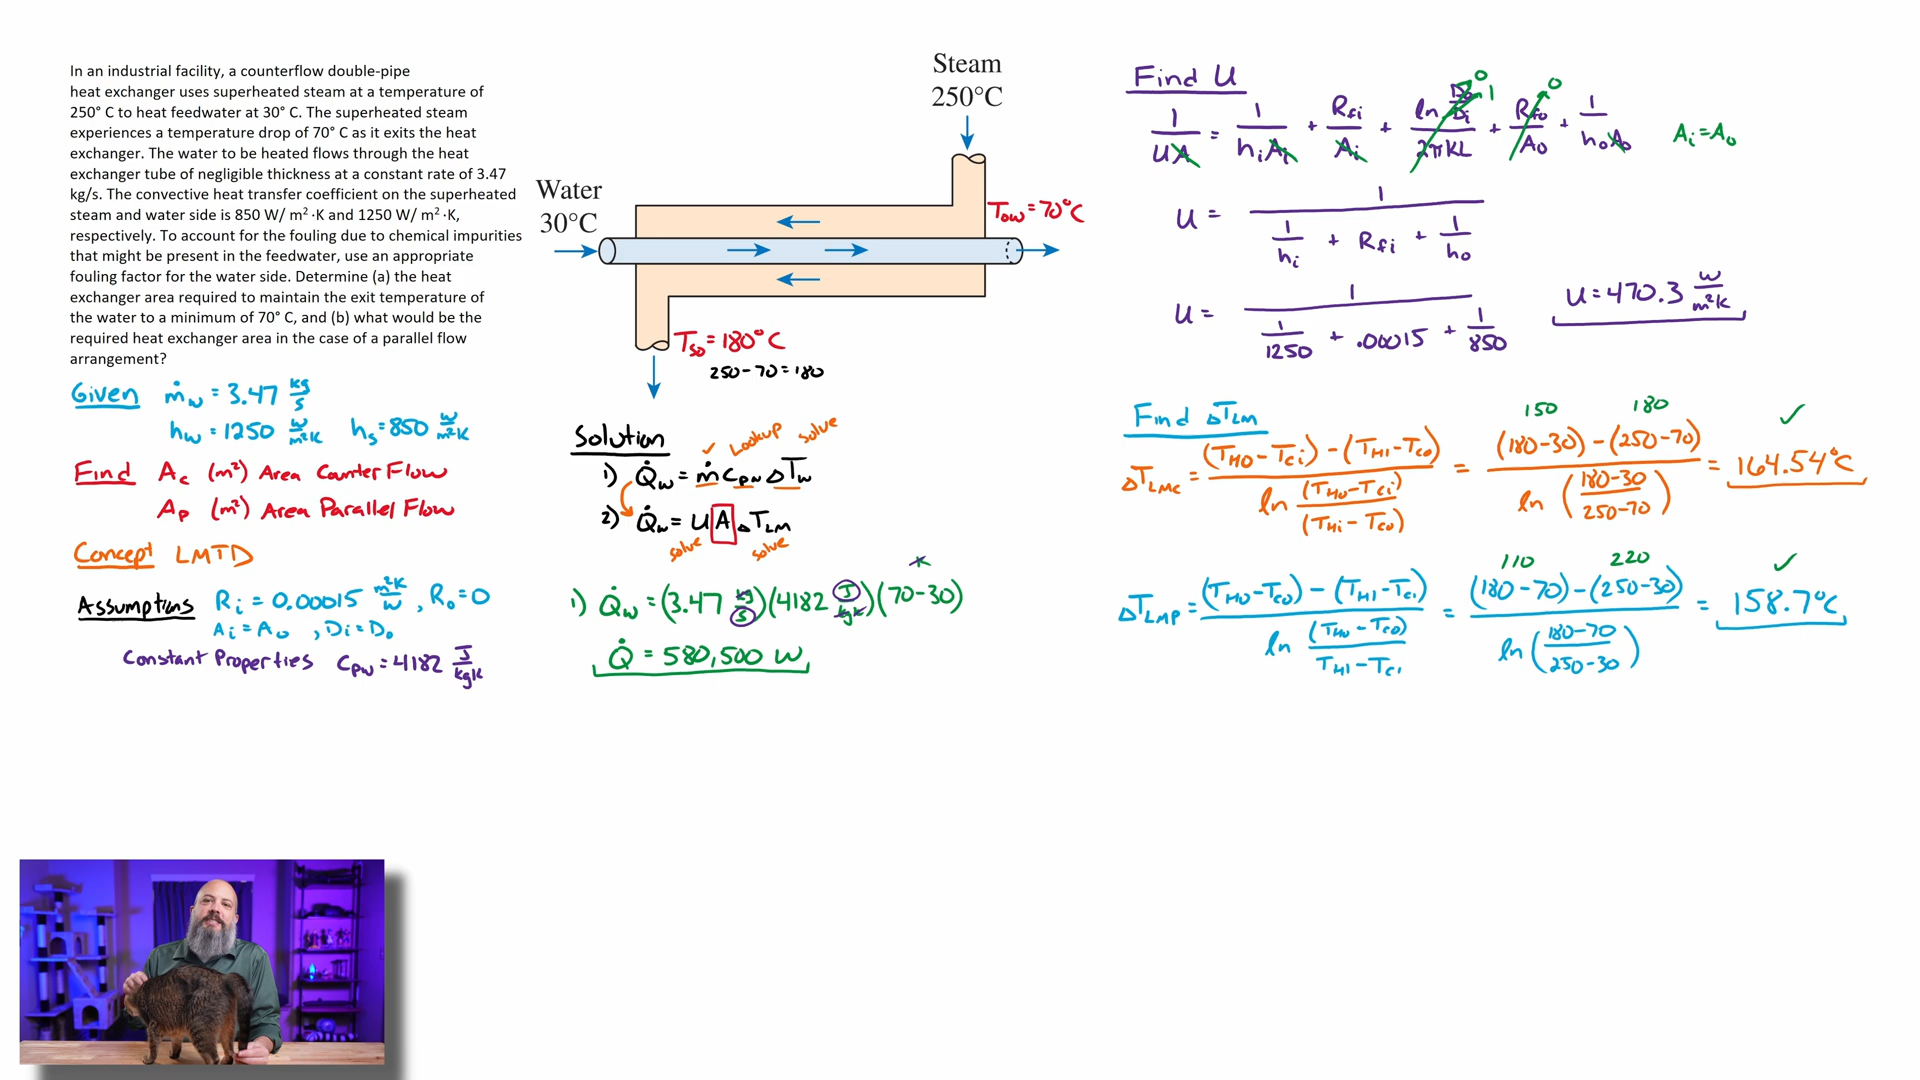 In an industrial facility, a counterflow double-pipe
heat exchanger uses superheated steam at a temperature of
250° C to heat feedwater at 30° C. The superheated steam
experiences a temperature drop of 70° C as it exits the heat
exchanger. The water to be heated flows through the heat
exchanger tube of negligible thickness at a constant rate of 3.47
kg/s. The convective heat transfer coefficient on the superheated
steam and water side is 850 W/ m² ·K and 1250 W/ m² ·K,
respectively. To account for the fouling due to chemical impurities
that might be present in the feedwater, use an appropriate
fouling factor for the water side. Determine (a) the heat
exchanger area required to maintain the exit temperature of
the water to a minimum of 70° C, and (b) what would be the
required heat exchanger area in the case of a parallel flow
arrangement?
Given ṁw = 3.47 kg/s
hw = 1250 W/m²K hs = 850 W/m²K
Find Ac (m²) Area Counter Flow
Ap (m²) Area Parallel Flow
Concept LMTD
Assumptions Ri = 0.00015 m²K/W , Ro = 0
Ai = Ao , Di = Do
Constant Properties Cpw = 4182 J/kgK
Steam
250°C
Water
30°C
Tow = 70°C
Tso = 180°C
250 - 70 = 180
Solution
✓ Lookup solve
1) Q̇w = ṁ Cpw ΔTw
2) Q̇w = U A ΔTLM
solve solve
K
1) Q̇w = (3.47 kg/s)(4182 J/kgK)(70-30)
Q̇ = 580,500 W
Find U
1/UA = 1/hiAi + Rfi/Ai + ln Do/Di/2πKL + Rfo/Ao + 1/hoAo Ai = Ao
0 1 0
U = 1/(1/hi + Rfi + 1/ho)
U = 1/(1/1250 + .00015 + 1/850)
U = 470.3 W/m²K
Find ΔTLM
150 180 ✓
ΔTLMC = (THO - TCi) - (THI - TCO) / ln (THO - TCi)/(THi - TCO) = (180-30) - (250-70) / ln (180-30/250-70) = 164.54°C
110 220 ✓
ΔTLMP = (THO - TCO) - (THI - TCi) / ln (THO - TCO)/THI - TCi = (180-70) - (250-30) / ln (180-70/250-30) = 158.7°C